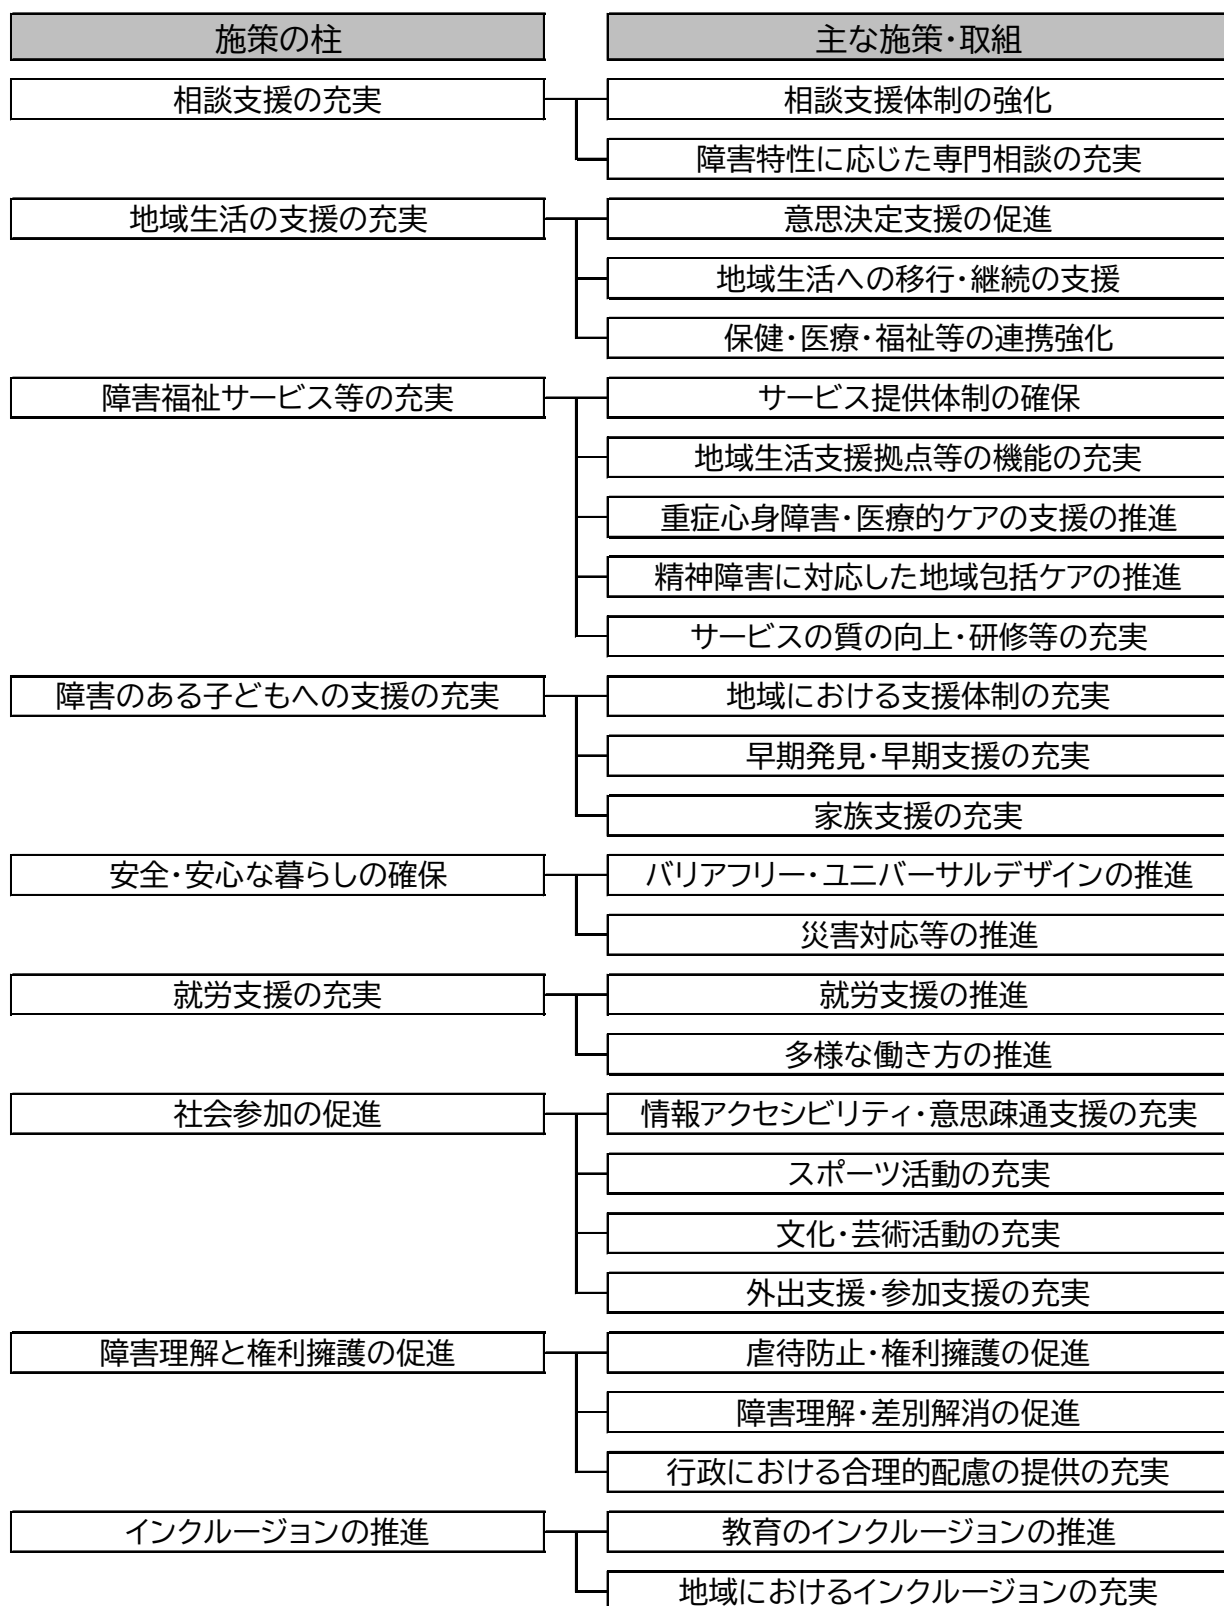 施策の柱
主な施策・取組
相談支援の充実
相談支援体制の強化
障害特性に応じた専門相談の充実
地域生活の支援の充実
意思決定支援の促進
地域生活への移行・継続の支援
保健・医療・福祉等の連携強化
障害福祉サービス等の充実
サービス提供体制の確保
地域生活支援拠点等の機能の充実
重症心身障害・医療的ケアの支援の推進
精神障害に対応した地域包括ケアの推進
サービスの質の向上・研修等の充実
障害のある子どもへの支援の充実
地域における支援体制の充実
早期発見・早期支援の充実
家族支援の充実
安全・安心な暮らしの確保
バリアフリー・ユニバーサルデザインの推進
災害対応等の推進
就労支援の充実
就労支援の推進
多様な働き方の推進
社会参加の促進
情報アクセシビリティ・意思疎通支援の充実
スポーツ活動の充実
文化・芸術活動の充実
外出支援・参加支援の充実
障害理解と権利擁護の促進
虐待防止・権利擁護の促進
障害理解・差別解消の促進
行政における合理的配慮の提供の充実
インクルージョンの推進
教育のインクルージョンの推進
地域におけるインクルージョンの充実